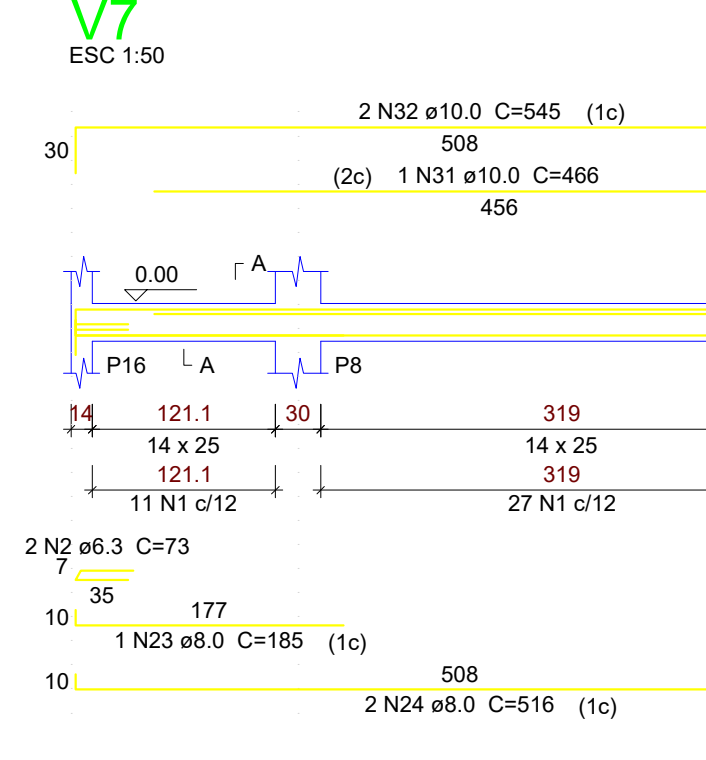 V7
ESC 1:50
2 N32 ø10.0 C=545 (1c)
508
30
(2c) 1 N31 ø10.0 C=466
456
A
0.00
P16
A
P8
14 121.1 30 319
14 x 25 14 x 25
121.1 319
11 N1 c/12 27 N1 c/12
2 N2 ø6.3 C=73
7
35
177
10
1 N23 ø8.0 C=185 (1c)
508
10
2 N24 ø8.0 C=516 (1c)